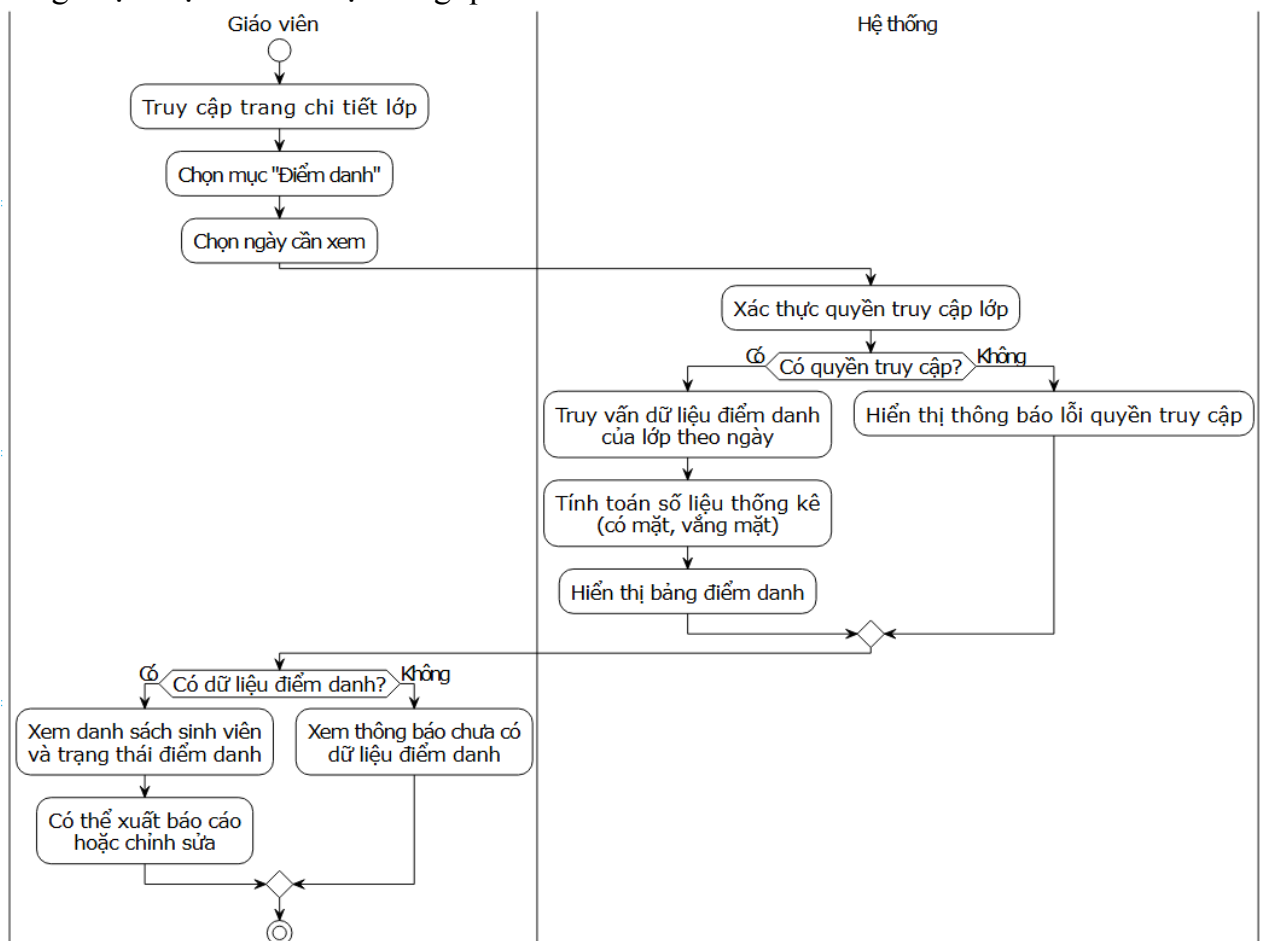 Giáo viên
Hệ thống
Truy cập trang chi tiết lớp
Chọn mục "Điểm danh"
Chọn ngày cần xem
Xác thực quyền truy cập lớp
Có
Có quyền truy cập?
Không
Truy vấn dữ liệu điểm danh
của lớp theo ngày
Hiển thị thông báo lỗi quyền truy cập
Tính toán số liệu thống kê
(có mặt, vắng mặt)
Hiển thị bảng điểm danh
Có
Có dữ liệu điểm danh?
Không
Xem danh sách sinh viên
và trạng thái điểm danh
Xem thông báo chưa có
dữ liệu điểm danh
Có thể xuất báo cáo
hoặc chỉnh sửa